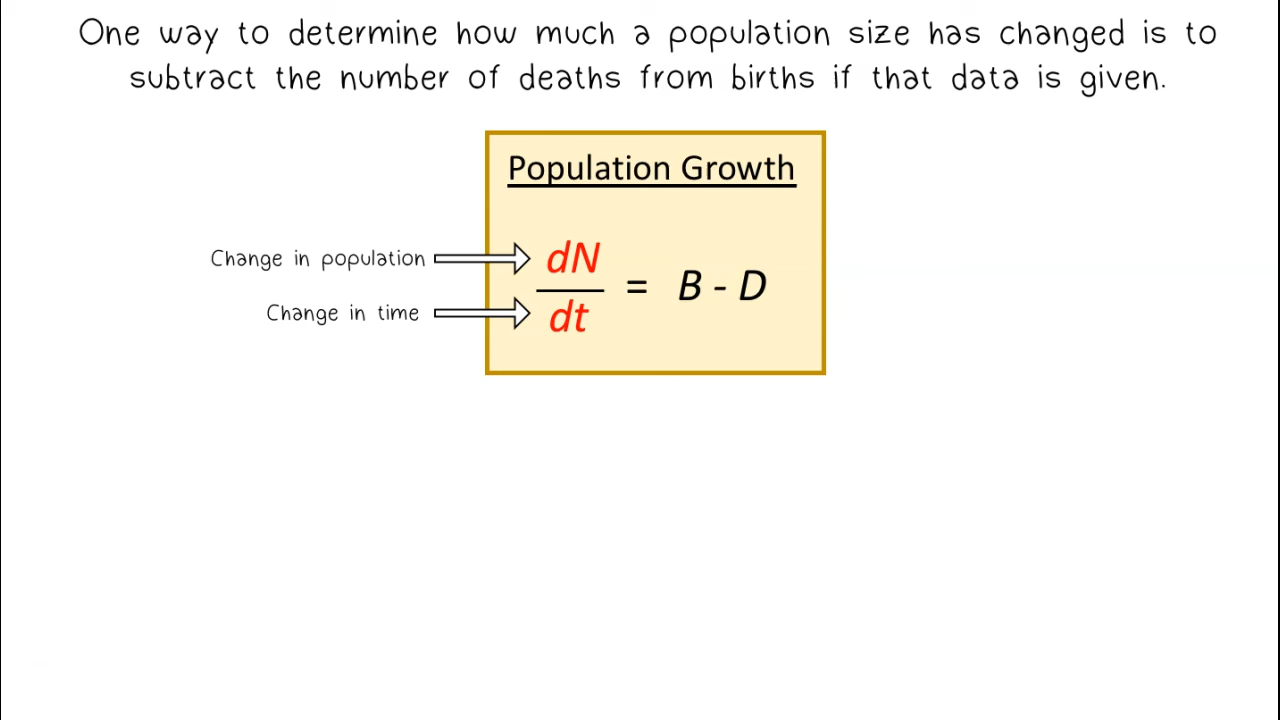 One way to determine how much a population size has changed is to
subtract the number of deaths from births if that data is given.
Population Growth
Change in population
dN
= B - D
Change in time
dt